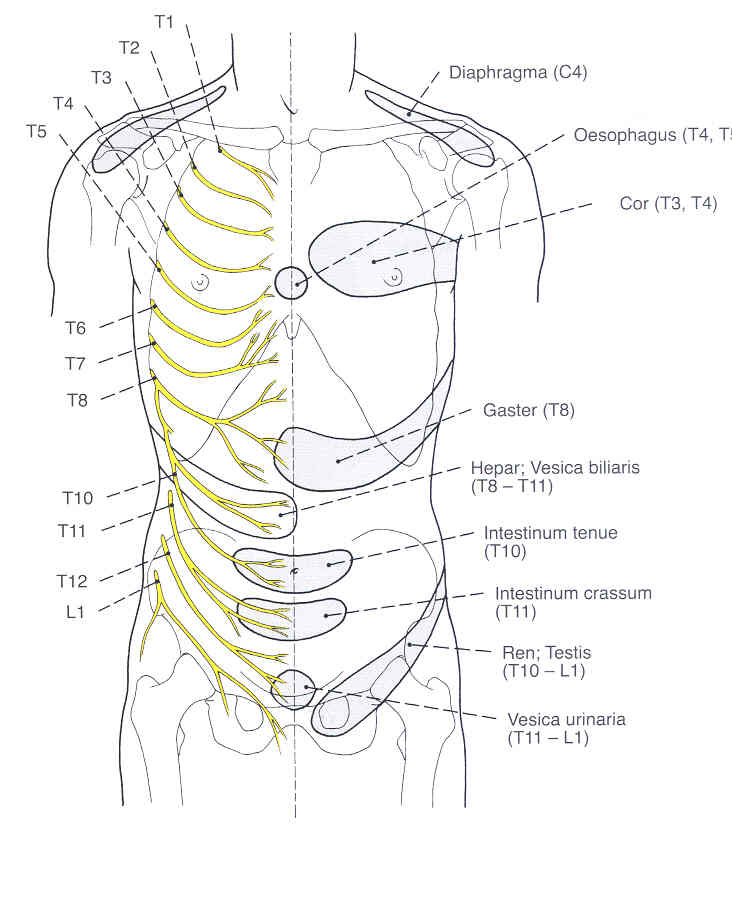 T1
T2
T3
T4
T5
T6
T7
T8
T10
T11
T12
L1
Diaphragma (C4)
Oesophagus (T4, T5
Cor (T3, T4)
Gaster (T8)
Hepar; Vesica biliaris
(T8 – T11)
Intestinum tenue
(T10)
Intestinum crassum
(T11)
Ren; Testis
(T10 – L1)
Vesica urinaria
(T11 – L1)